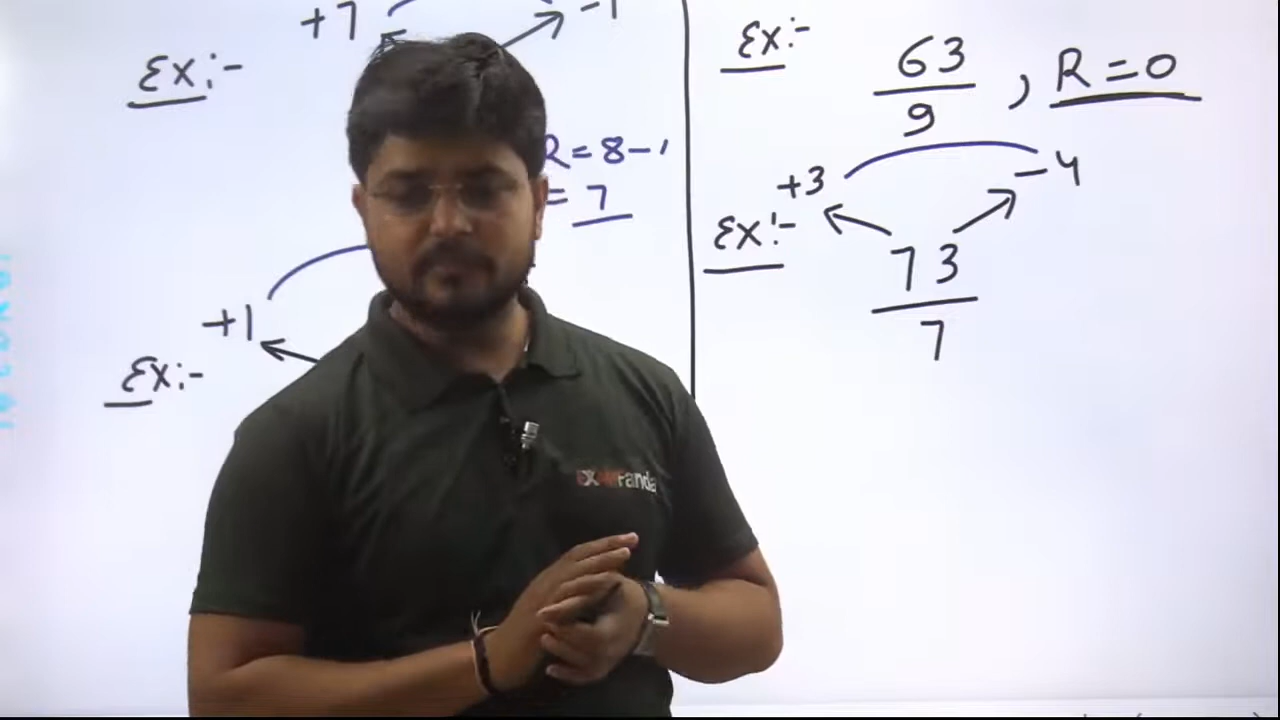 +7 -1
Ex:-
R = 8-1
= 7
+1
Ex:-
Ex:- 63/9 , R = 0
+3 -4
Ex:- 73/7